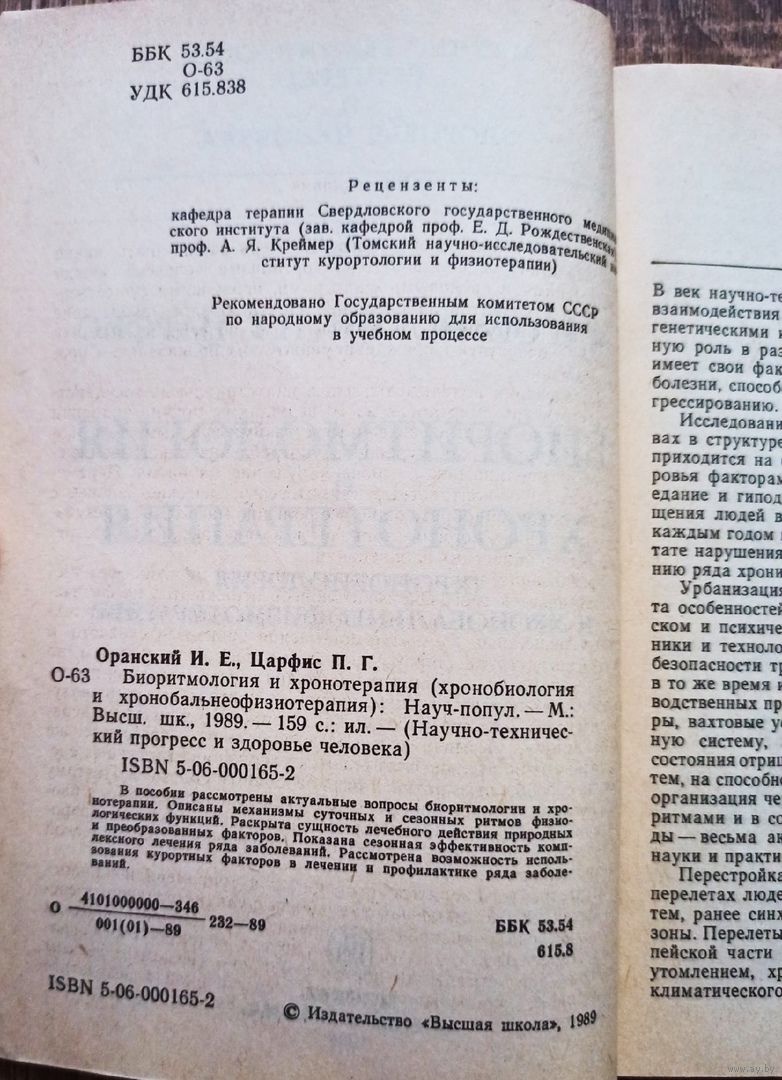 ББК 53.54
О-63
УДК 615.838
Рецензенты:
кафедра терапии Свердловского государственного медицин
ского института (зав. кафедрой проф. Е. Д. Рождественская
проф. А. Я. Креймер (Томский научно-исследовательский ин
ститут курортологии и физиотерапии)
Рекомендовано Государственным комитетом СССР
по народному образованию для использования
в учебном процессе
Оранский И. Е., Царфис П. Г.
О-63 Биоритмология и хронотерапия (хронобиология
и хронобальнеофизиотерапия): Науч-попул. — М.:
Высш. шк., 1989. — 159 с.: ил. — (Научно-техничес-
кий прогресс и здоровье человека)
ISBN 5-06-000165-2
В пособии рассмотрены актуальные вопросы биоритмологии и хро-
нотерапии. Описаны механизмы суточных и сезонных ритмов физио-
логических функций. Раскрыта сущность лечебного действия природных
и преобразованных факторов. Показана сезонная эффективность комп-
лексного лечения ряда заболеваний. Рассмотрена возможность исполь-
зования курортных факторов в лечении и профилактике ряда заболе-
ваний.
О 4101000000—346
001(01)—89 232—89
ББК 53.54
615.8
ISBN 5-06-000165-2
© Издательство «Высшая школа», 1989
В век научно-те
взаимодействия
генетическими и
ную роль в раз
имеет свои фак
болезни, способ
грессированию.
Исследовани
вах в структуре
приходится на
ровья факторам
едание и гипод
щения людей в
каждым годом
тате нарушения
нию ряда хрони
Урбанизация
та особенностей
ском и психиче
ники и техноло
безопасности тр
в то же время и
водственных пр
ры, вахтовые ус
ную систему,
состояния отриц
тем, на способно
организация че
ритмами и в со
ды — весьма ак
науки и практи
Перестройка
перелетах люде
тем, ранее синх
зоны. Перелеты
пейской части
утомлением, хр
климатического
www.ay.by